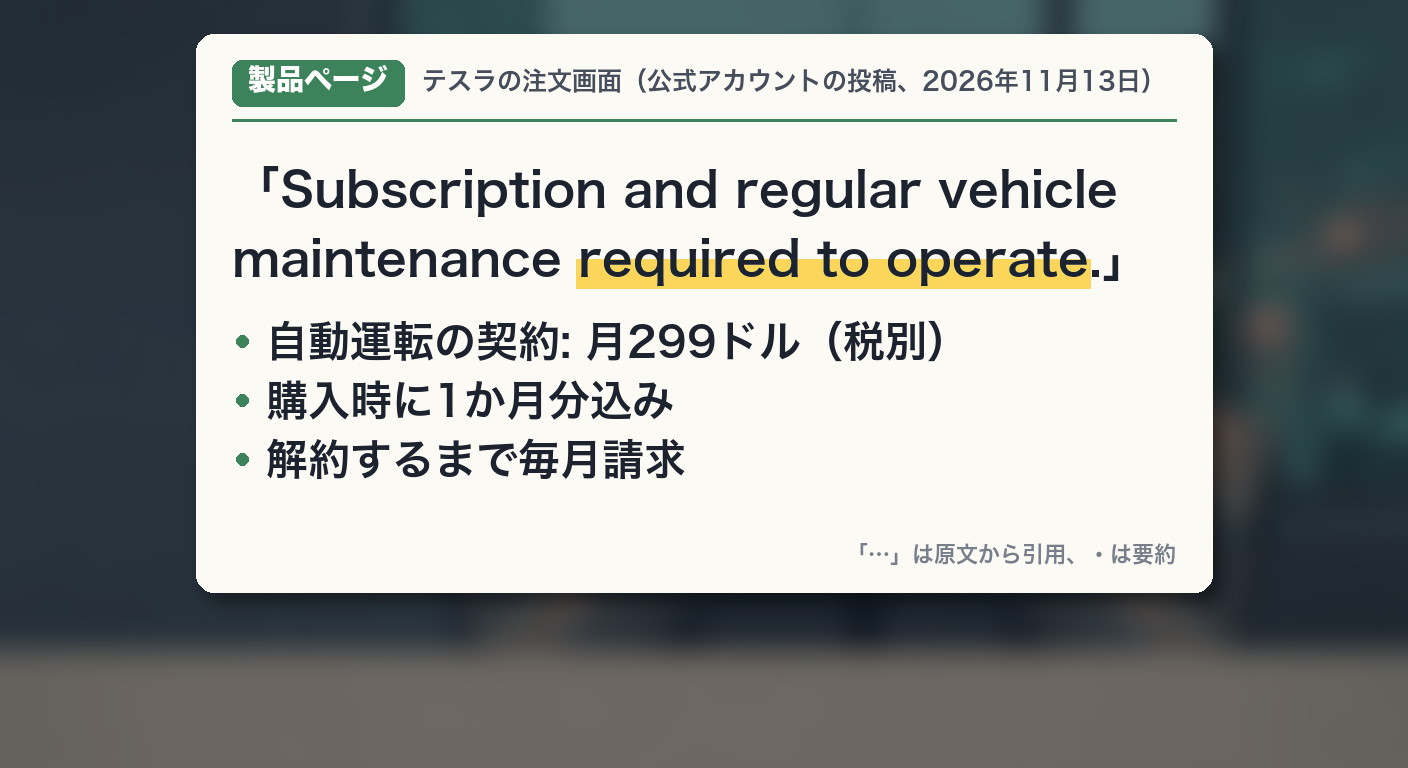 製品ページ テスラの注文画面（公式アカウントの投稿、2026年11月13日）
「Subscription and regular vehicle
maintenance required to operate.」
• 自動運転の契約: 月299ドル（税別）
• 購入時に1か月分込み
• 解約するまで毎月請求
「…」は原文から引用、・は要約